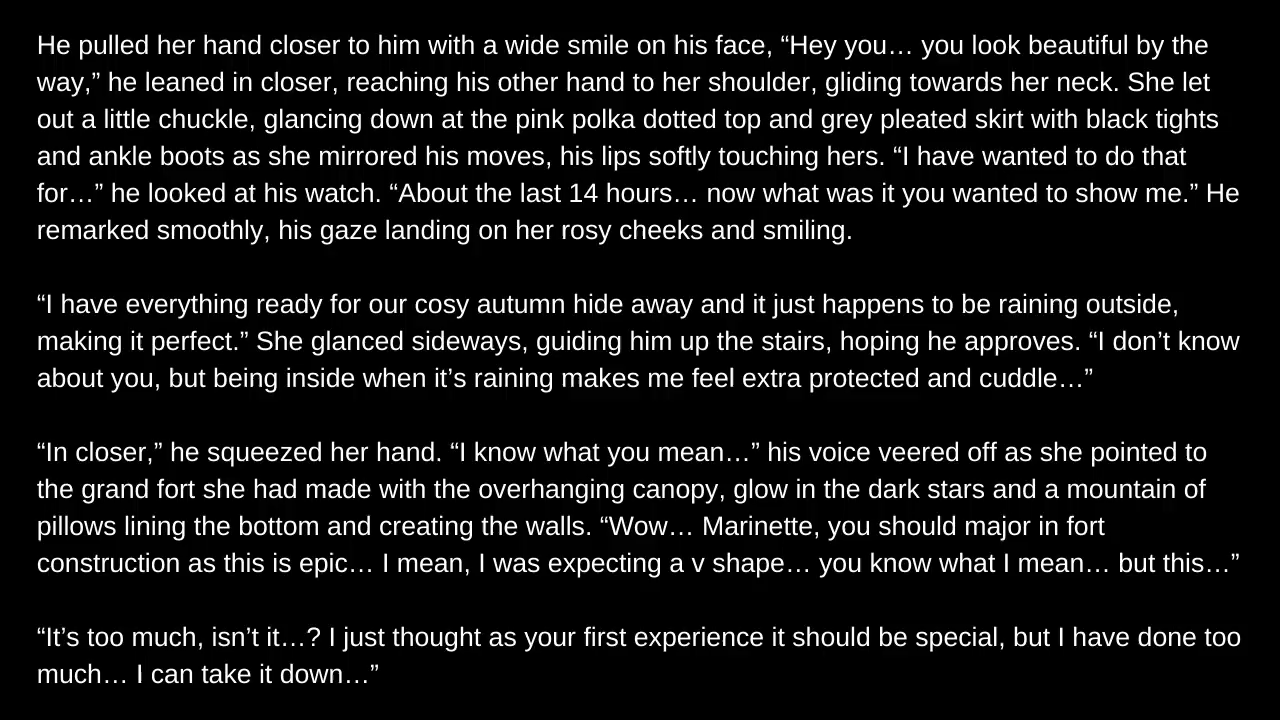 He pulled her hand closer to him with a wide smile on his face, “Hey you… you look beautiful by the
way,” he leaned in closer, reaching his other hand to her shoulder, gliding towards her neck. She let
out a little chuckle, glancing down at the pink polka dotted top and grey pleated skirt with black tights
and ankle boots as she mirrored his moves, his lips softly touching hers. “I have wanted to do that
for…” he looked at his watch. “About the last 14 hours… now what was it you wanted to show me.” He
remarked smoothly, his gaze landing on her rosy cheeks and smiling.
“I have everything ready for our cosy autumn hide away and it just happens to be raining outside,
making it perfect.” She glanced sideways, guiding him up the stairs, hoping he approves. “I don’t know
about you, but being inside when it’s raining makes me feel extra protected and cuddle…”
“In closer,” he squeezed her hand. “I know what you mean…” his voice veered off as she pointed to
the grand fort she had made with the overhanging canopy, glow in the dark stars and a mountain of
pillows lining the bottom and creating the walls. “Wow… Marinette, you should major in fort
construction as this is epic… I mean, I was expecting a v shape… you know what I mean… but this…”
“It’s too much, isn’t it…? I just thought as your first experience it should be special, but I have done too
much… I can take it down…”